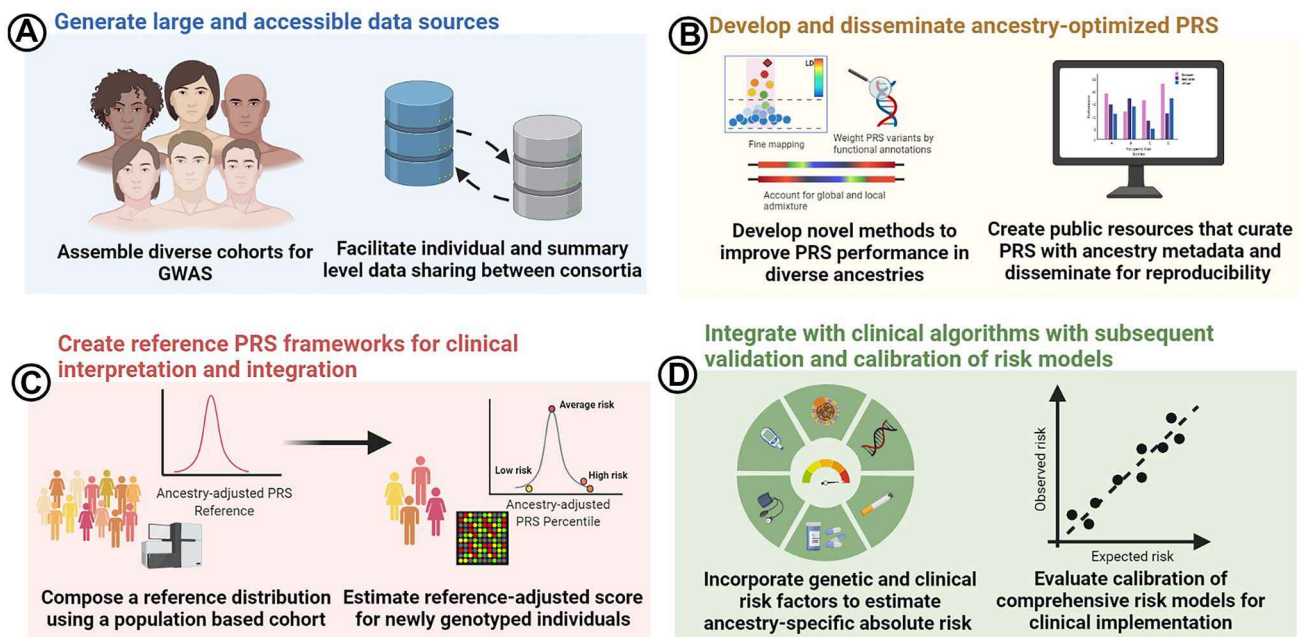 A
Generate large and accessible data sources
Assemble diverse cohorts for
GWAS
Facilitate individual and summary
level data sharing between consortia
B
Develop and disseminate ancestry-optimized PRS
LD
Fine mapping
Weight PRS variants by
functional annotations
Account for global and local
admixture
Develop novel methods to
improve PRS performance in
diverse ancestries
Create public resources that curate
PRS with ancestry metadata and
disseminate for reproducibility
C
Create reference PRS frameworks for clinical
interpretation and integration
Ancestry-adjusted PRS
Reference
Average risk
Low risk
High risk
Ancestry-adjusted
PRS Percentile
Compose a reference distribution
using a population based cohort
Estimate reference-adjusted score
for newly genotyped individuals
D
Integrate with clinical algorithms with subsequent
validation and calibration of risk models
Observed risk
Expected risk
Incorporate genetic and clinical
risk factors to estimate
ancestry-specific absolute risk
Evaluate calibration of
comprehensive risk models for
clinical implementation